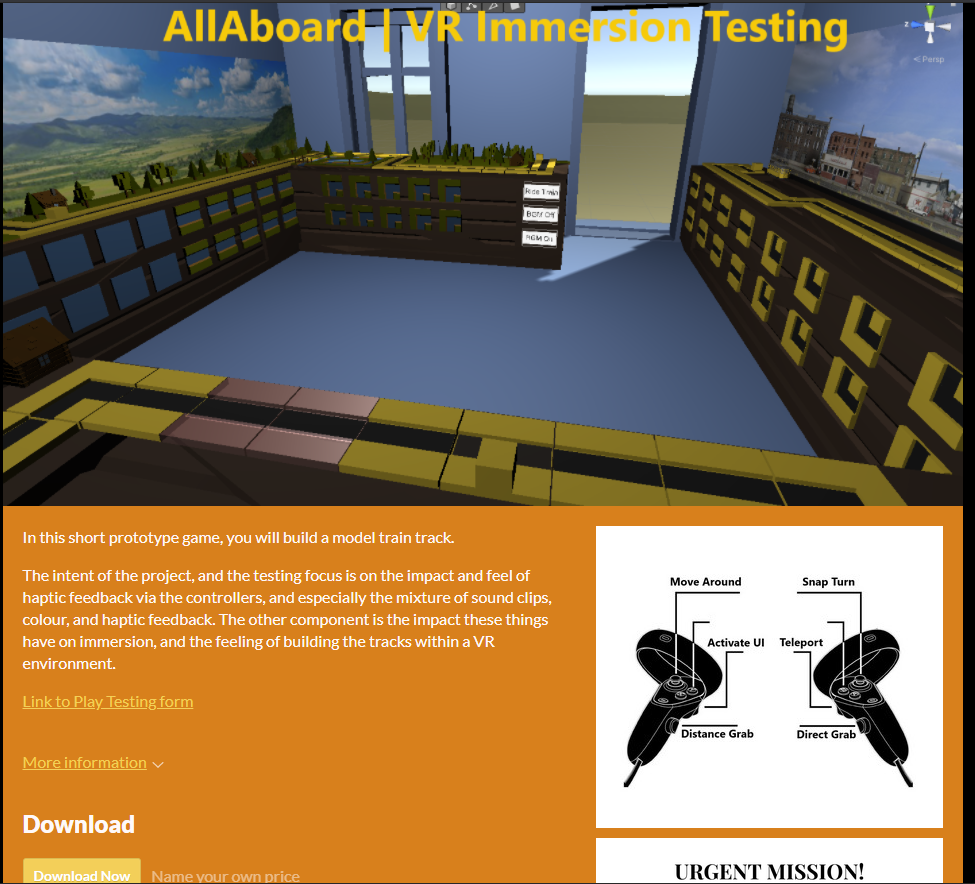 AllAboard | VR Immersion Testing
z
< Persp
Ride Train
BGM Off
BGM On
In this short prototype game, you will build a model train track.
The intent of the project, and the testing focus is on the impact and feel of
haptic feedback via the controllers, and especially the mixture of sound clips,
colour, and haptic feedback. The other component is the impact these things
have on immersion, and the feeling of building the tracks within a VR
environment.
Link to Play Testing form
More information
Download
Download Now Name your own price
Move Around Snap Turn
Activate UI Teleport
Distance Grab Direct Grab
URGENT MISSION!